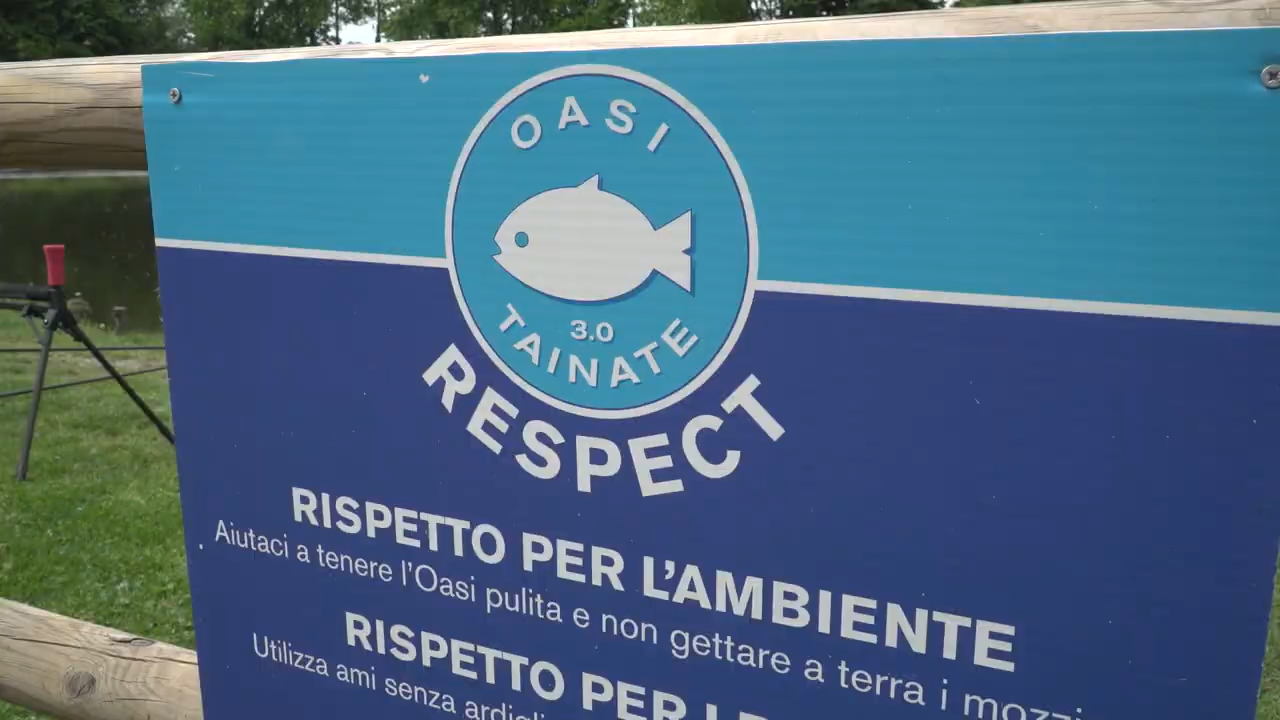 OASI
3.0
TAINATE
RESPECT
RISPETTO PER L'AMBIENTE
Aiutaci a tenere l'Oasi pulita e non gettare a terra i mozzi
RISPETTO PER
Utilizza ami senza